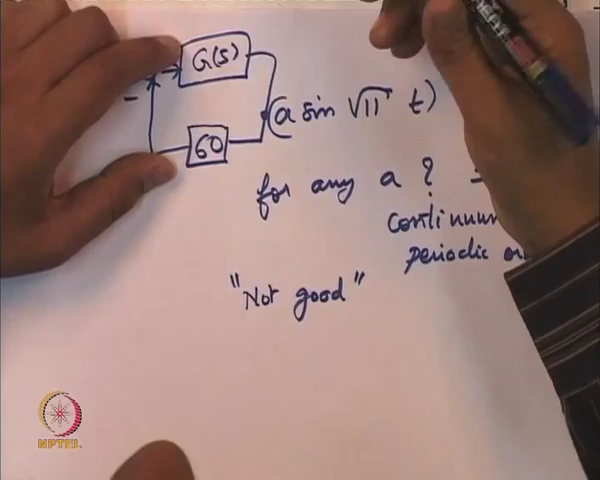 G(s)
-
(a sin √11 t)
60
for any a ?
continuum
periodic
"Not good"
NPTEL